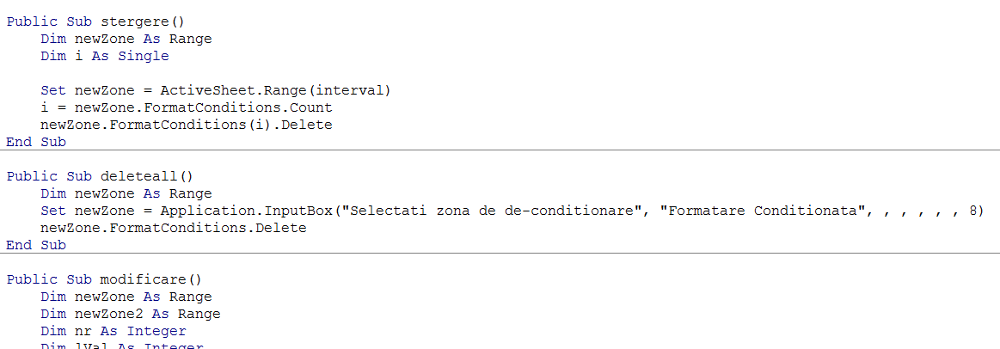 Public Sub stergere()
    Dim newZone As Range
    Dim i As Single
    Set newZone = ActiveSheet.Range(interval)
    i = newZone.FormatConditions.Count
    newZone.FormatConditions(i).Delete
End Sub
Public Sub deleteall()
    Dim newZone As Range
    Set newZone = Application.InputBox("Selectati zona de de-conditionare", "Formatare Conditionata", , , , , , 8)
    newZone.FormatConditions.Delete
End Sub
Public Sub modificare()
    Dim newZone As Range
    Dim newZone2 As Range
    Dim nr As Integer
    Dim lVal As Integer